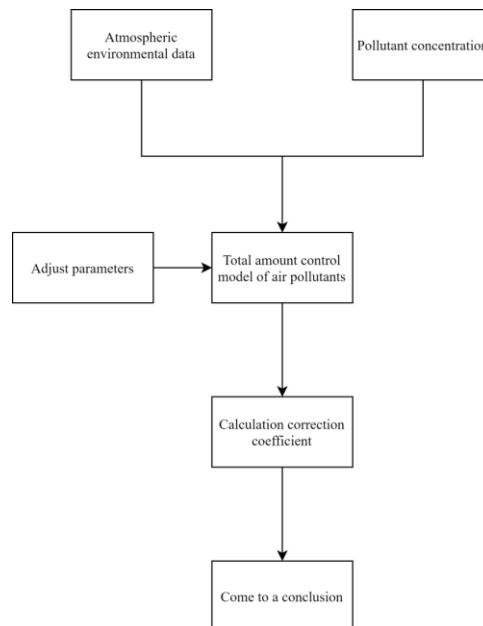 Atmospheric
environmental data
Pollutant concentration
Adjust parameters
Total amount control
model of air pollutants
Calculation correction
coefficient
Come to a conclusion